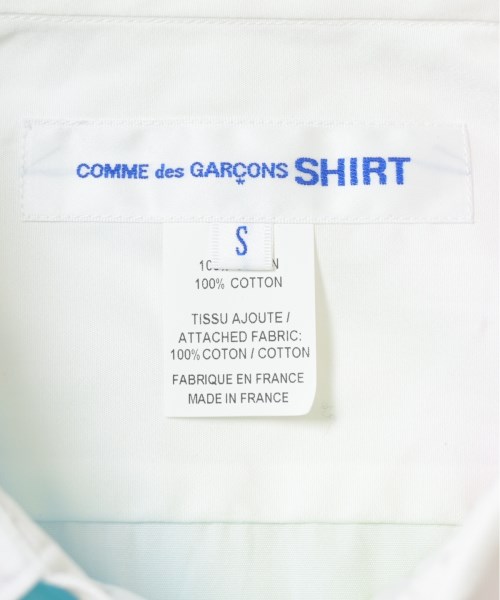 COMME des GARÇONS SHIRT
S
100% COTTON
TISSU AJOUTE /
ATTACHED FABRIC:
100% COTON / COTTON
FABRIQUE EN FRANCE
MADE IN FRANCE